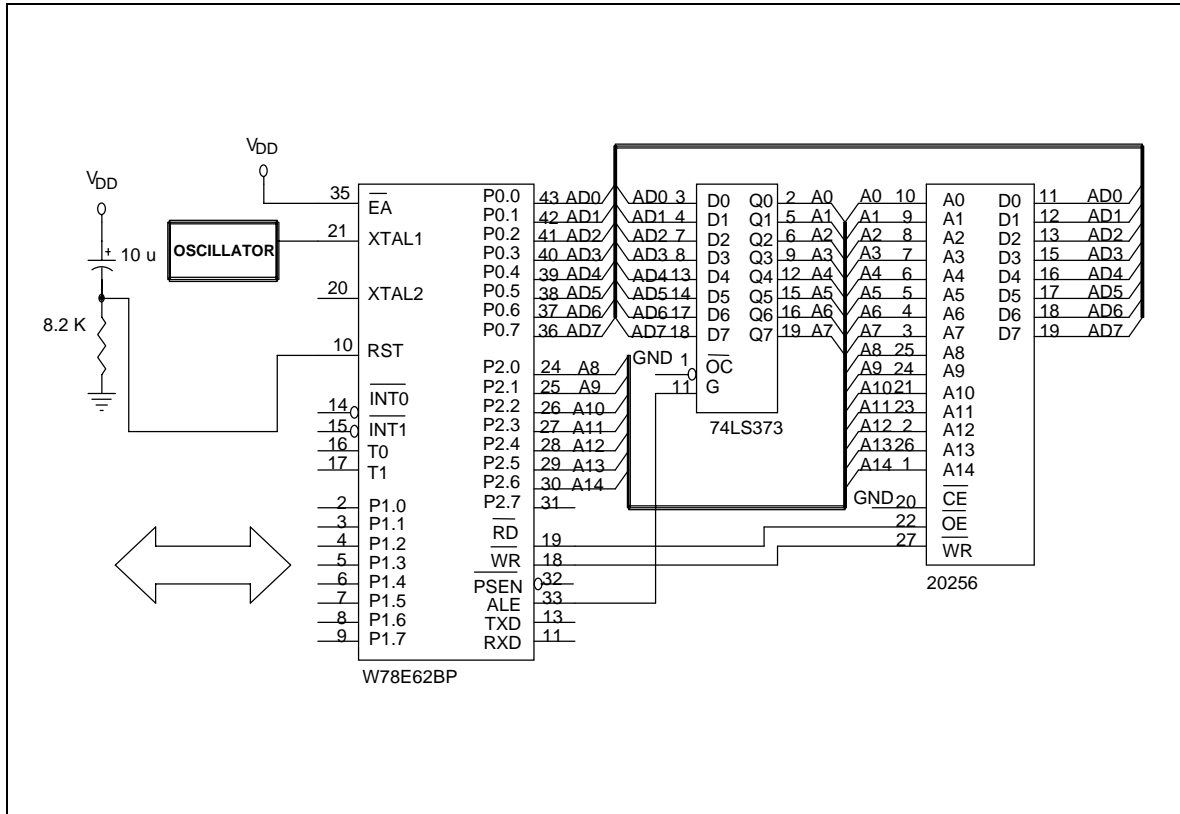 VDD
VDD
10 u
8.2 K
OSCILLATOR
35 EA
21 XTAL1
20 XTAL2
10 RST
14 INT0
15 INT1
16 T0
17 T1
2 P1.0
3 P1.1
4 P1.2
5 P1.3
6 P1.4
7 P1.5
8 P1.6
9 P1.7
P0.0 43 AD0
P0.1 42 AD1
P0.2 41 AD2
P0.3 40 AD3
P0.4 39 AD4
P0.5 38 AD5
P0.6 37 AD6
P0.7 36 AD7
P2.0 24 A8
P2.1 25 A9
P2.2 26 A10
P2.3 27 A11
P2.4 28 A12
P2.5 29 A13
P2.6 30 A14
P2.7 31
RD 19
WR 18
PSEN 32
ALE 33
TXD 13
RXD 11
W78E62BP
AD0 3 D0 Q0 2 A0
AD1 4 D1 Q1 5 A1
AD2 7 D2 Q2 6 A2
AD3 8 D3 Q3 9 A3
AD4 13 D4 Q4 12 A4
AD5 14 D5 Q5 15 A5
AD6 17 D6 Q6 16 A6
AD7 18 D7 Q7 19 A7
GND 1 OC
11 G
74LS373
A0 10 A0 D0 11 AD0
A1 9 A1 D1 12 AD1
A2 8 A2 D2 13 AD2
A3 7 A3 D3 15 AD3
A4 6 A4 D4 16 AD4
A5 5 A5 D5 17 AD5
A6 4 A6 D6 18 AD6
A7 3 A7 D7 19 AD7
A8 25 A8
A9 24 A9
A10 21 A10
A11 23 A11
A12 2 A12
A13 26 A13
A14 1 A14
GND 20 CE
22 OE
27 WR
20256